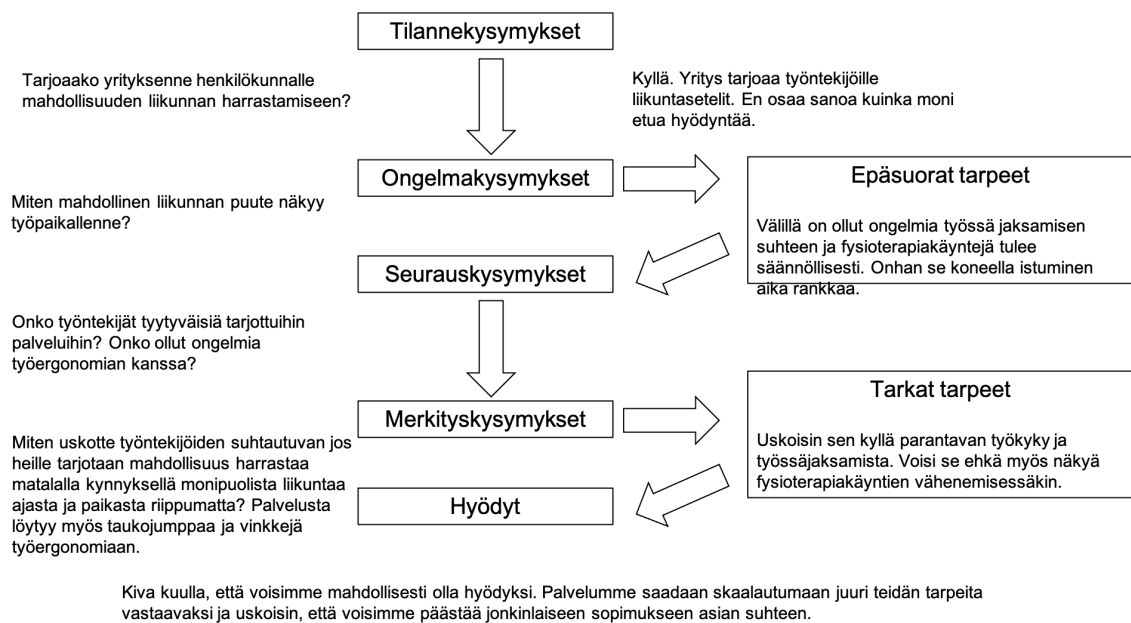 Tilannekysymykset
Tarjoaako yrityksenne henkilökunnalle
mahdollisuuden liikunnan harrastamiseen?
Kyllä. Yritys tarjoaa työntekijöille
liikuntasetelit. En osaa sanoa kuinka moni
etua hyödyntää.
Ongelmakysymykset
Epäsuorat tarpeet
Miten mahdollinen liikunnan puute näkyy
työpaikallenne?
Välillä on ollut ongelmia työssä jaksamisen
suhteen ja fysioterapiakäyntejä tulee
säännöllisesti. Onhan se koneella istuminen
aika rankkaa.
Seurauskysymykset
Onko työntekijät tyytyväisiä tarjottuihin
palveluihin? Onko ollut ongelmia
työergonomian kanssa?
Merkityskysymykset
Tarkat tarpeet
Miten uskotte työntekijöiden suhtautuvan jos
heille tarjotaan mahdollisuus harrastaa
matalalla kynnyksellä monipuolista liikuntaa
ajasta ja paikasta riippumatta? Palvelusta
löytyy myös taukojumppaa ja vinkkejä
työergonomiaan.
Uskoisin sen kyllä parantavan työkyky ja
työssäjaksamista. Voisi se ehkä myös näkyä
fysioterapiakäyntien vähenemisessäkin.
Hyödyt
Kiva kuulla, että voisimme mahdollisesti olla hyödyksi. Palvelumme saadaan skaalautumaan juuri teidän tarpeita
vastaavaksi ja uskoisin, että voisimme päästää jonkinlaiseen sopimukseen asian suhteen.